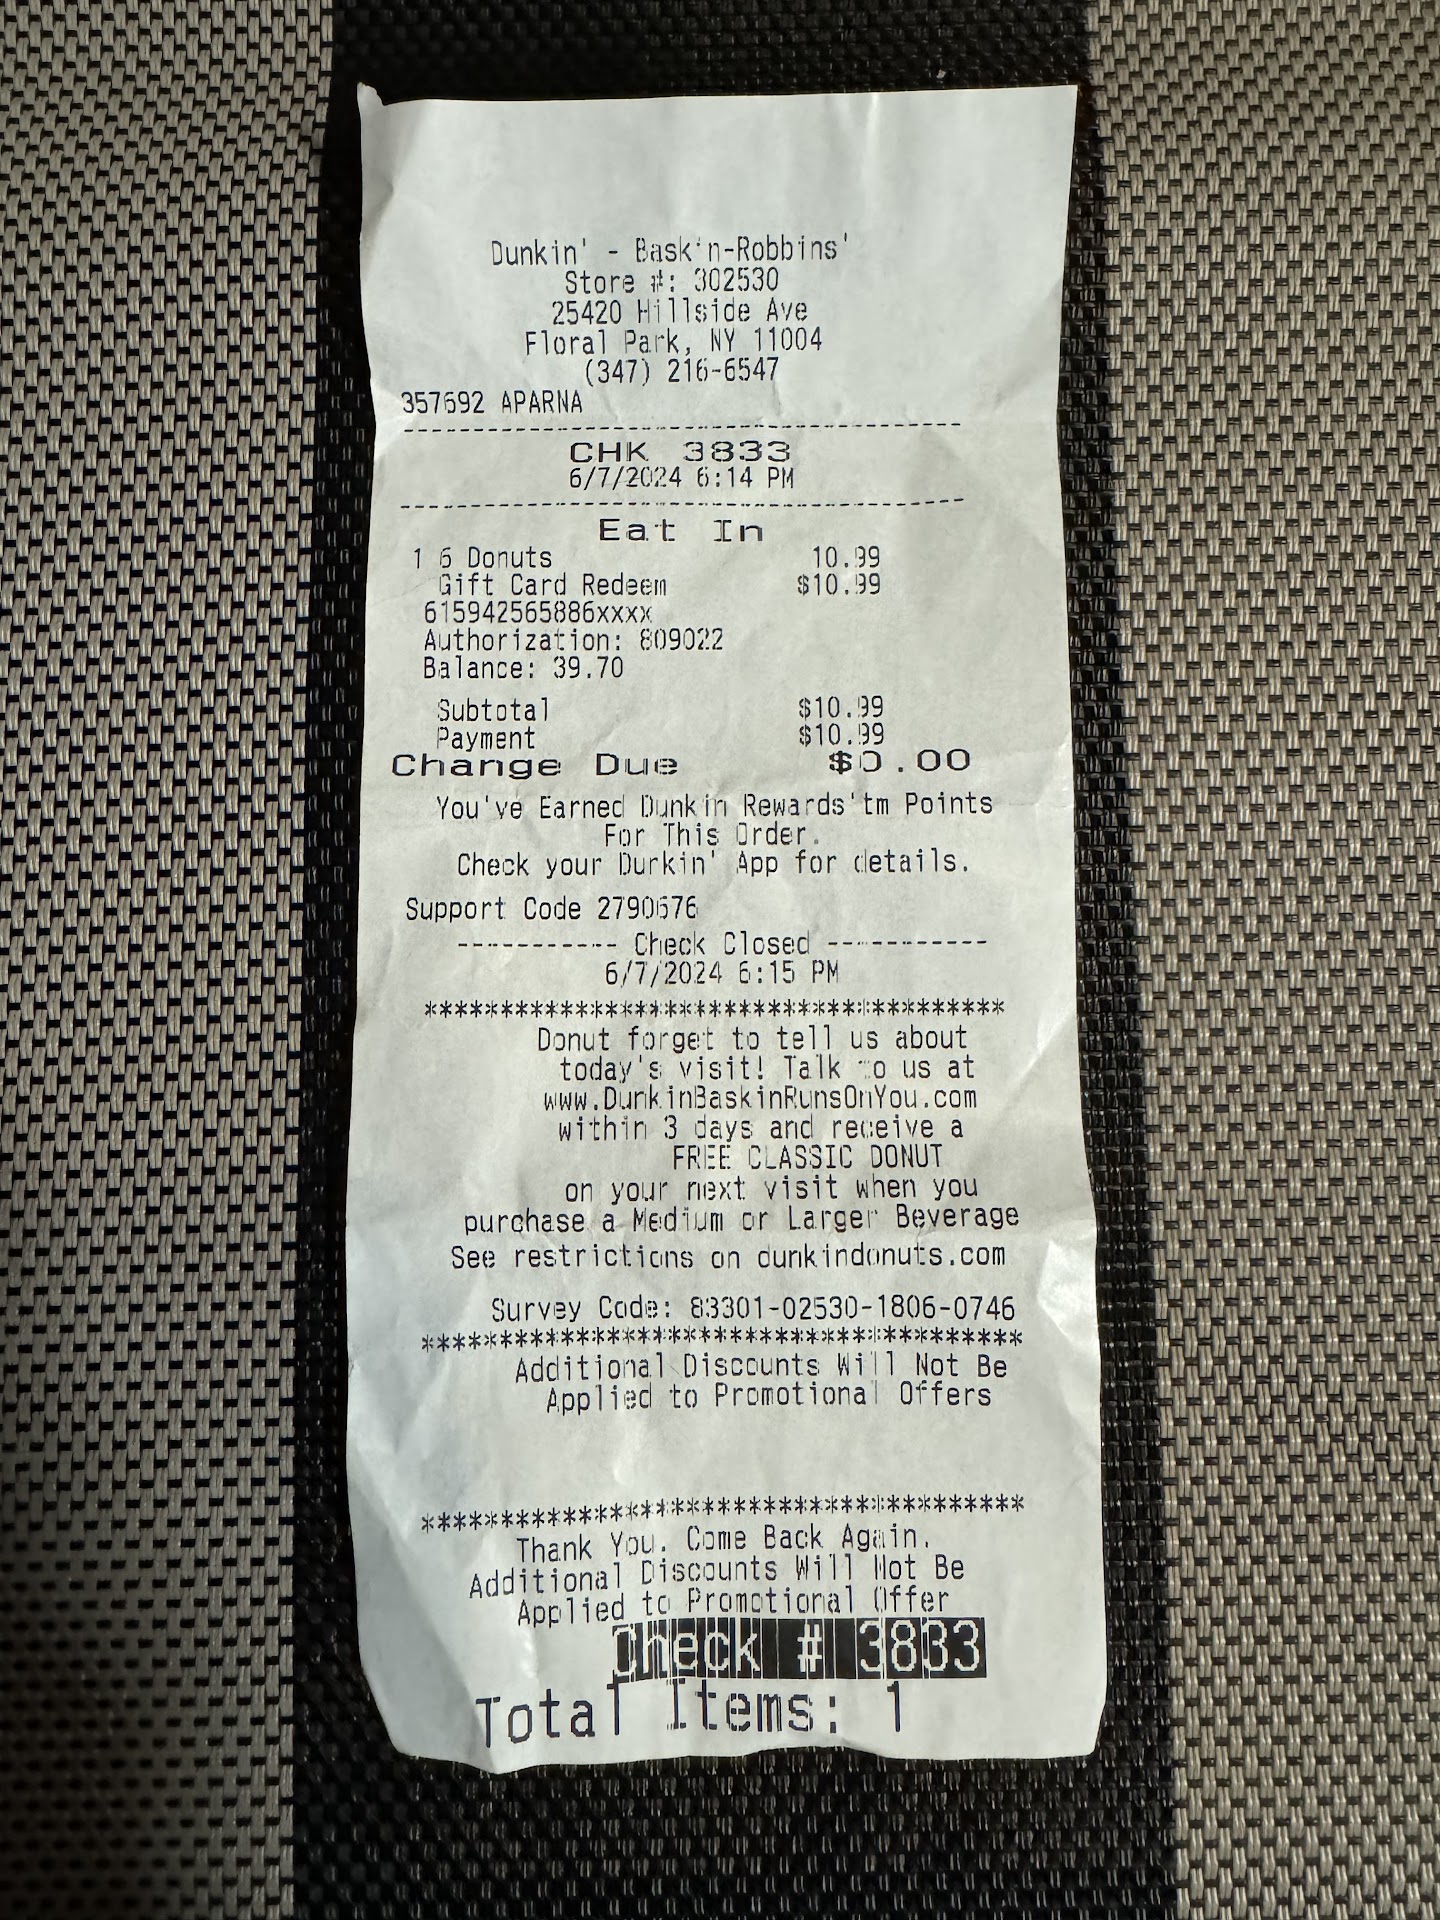 Dunkin' - Baskin-Robbins'
Store #: 302530
25420 Hillside Ave
Floral Park, NY 11004
(347) 216-6547
357692 APARNA
--------------------------------------
CHK 3833
6/7/2024 6:14 PM
--------------------------------------
Eat In
1 6 Donuts 10.99
Gift Card Redeem $10.99
615942565886xxxx
Authorization: 809022
Balance: 39.70
Subtotal $10.99
Payment $10.99
Change Due $0.00
You've Earned Dunkin Rewards'tm Points
For This Order.
Check your Dunkin' App for details.
Support Code 2790676
----------- Check Closed -----------
6/7/2024 6:15 PM
***************************************
Donut forget to tell us about
today's visit! Talk to us at
www.DunkinBaskinRunsOnYou.com
within 3 days and receive a
FREE CLASSIC DONUT
on your next visit when you
purchase a Medium or Larger Beverage
See restrictions on dunkindonuts.com
Survey Code: 83301-02530-1806-0746
***************************************
Additional Discounts Will Not Be
Applied to Promotional Offers
***************************************
Thank You. Come Back Again.
Additional Discounts Will Not Be
Applied to Promotional Offer
Check # 3833
Total Items: 1